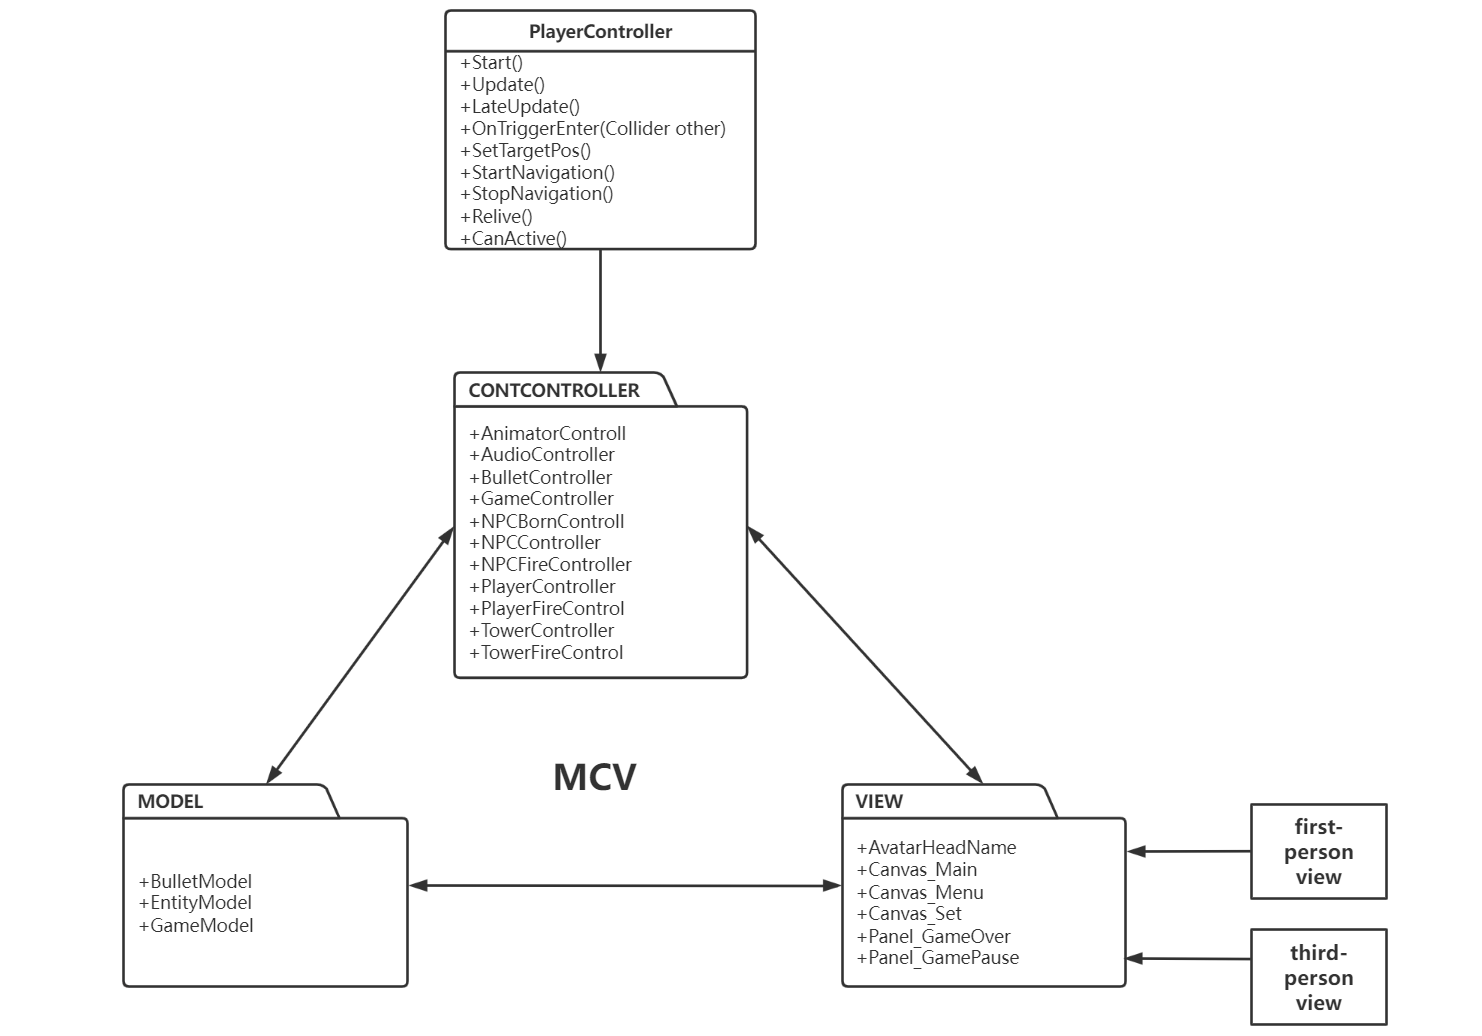 PlayerController
+Start()
+Update()
+LateUpdate()
+OnTriggerEnter(Collider other)
+SetTargetPos()
+StartNavigation()
+StopNavigation()
+Relive()
+CanActive()
CONTCONTROLLER
+AnimatorControll
+AudioController
+BulletController
+GameController
+NPCBornControll
+NPCController
+NPCFireController
+PlayerController
+PlayerFireControl
+TowerController
+TowerFireControl
MCV
MODEL
+BulletModel
+EntityModel
+GameModel
VIEW
+AvatarHeadName
+Canvas_Main
+Canvas_Menu
+Canvas_Set
+Panel_GameOver
+Panel_GamePause
first-
person
view
third-
person
view